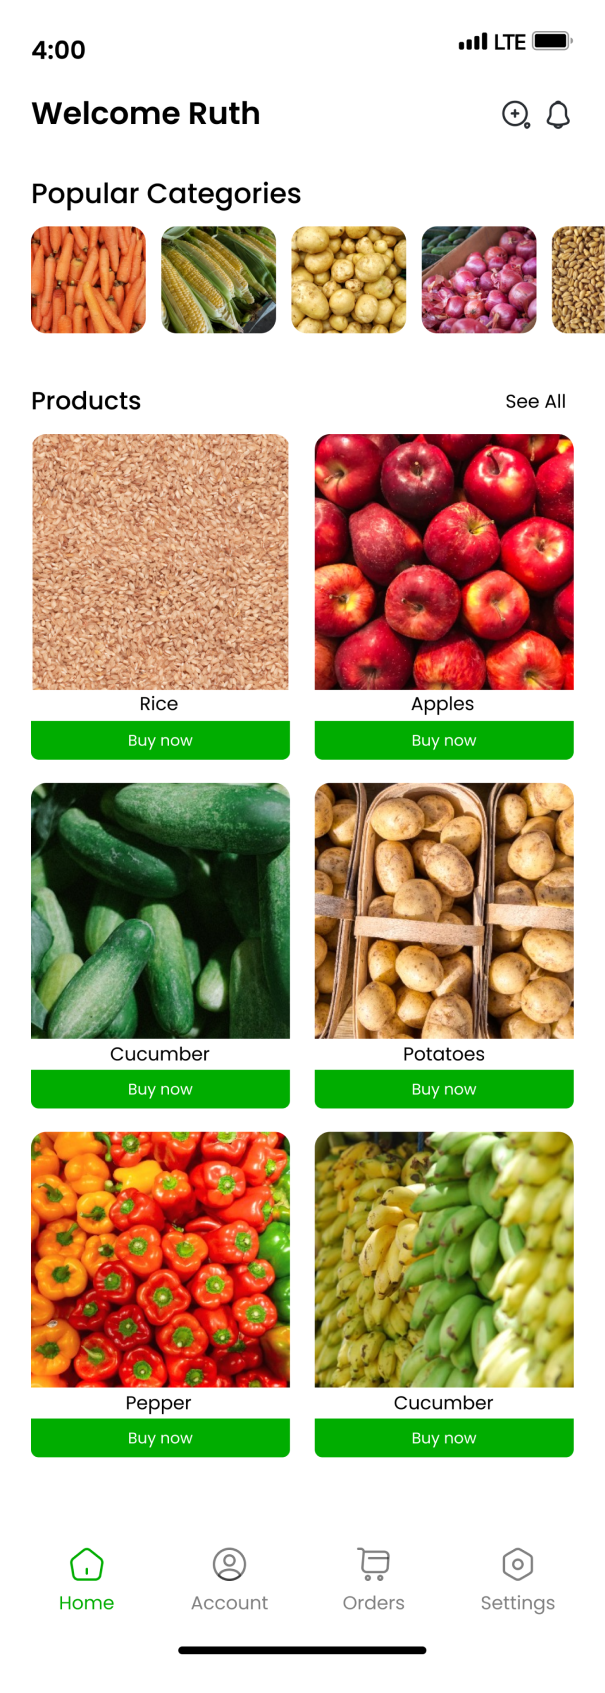 4:00 LTE
Welcome Ruth
Popular Categories
Products See All
Rice Apples
Buy now Buy now
Cucumber Potatoes
Buy now Buy now
Pepper Cucumber
Buy now Buy now
Home Account Orders Settings